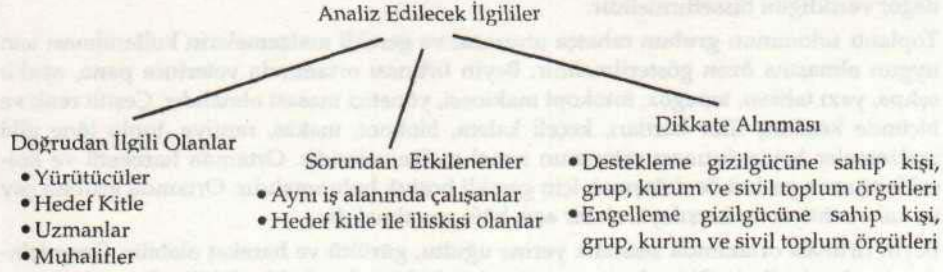 Analiz Edilecek İlgililer
Doğrudan İlgili Olanlar
• Yürütücüler
• Hedef Kitle
• Uzmanlar
• Muhalifler
Sorundan Etkilenenler
• Aynı iş alanında çalışanlar
• Hedef kitle ile ilişkisi olanlar
Dikkate Alınması
• Destekleme gizilgücüne sahip kişi,
grup, kurum ve sivil toplum örgütleri
• Engelleme gizilgücüne sahip kişi,
grup, kurum ve sivil toplum örgütleri